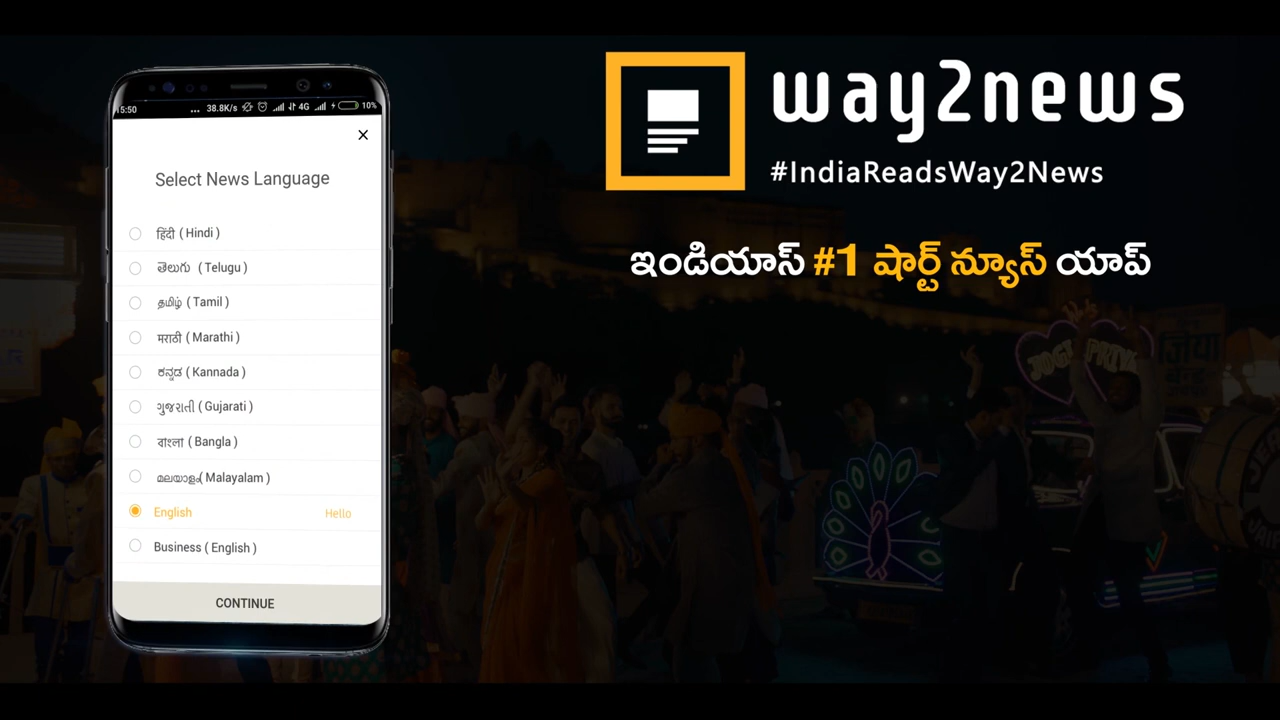 15:50 ... 38.8K/s 4G 10%
Select News Language
हिंदी ( Hindi )
తెలుగు ( Telugu )
தமிழ் ( Tamil )
मराठी ( Marathi )
ಕನ್ನಡ ( Kannada )
ગુજરાતી ( Gujarati )
বাংলা ( Bangla )
മലയാളം( Malayalam )
English Hello
Business ( English )
CONTINUE
way2news
#IndiaReadsWay2News
ఇండియాస్ #1 షార్ట్ న్యూస్ యాప్